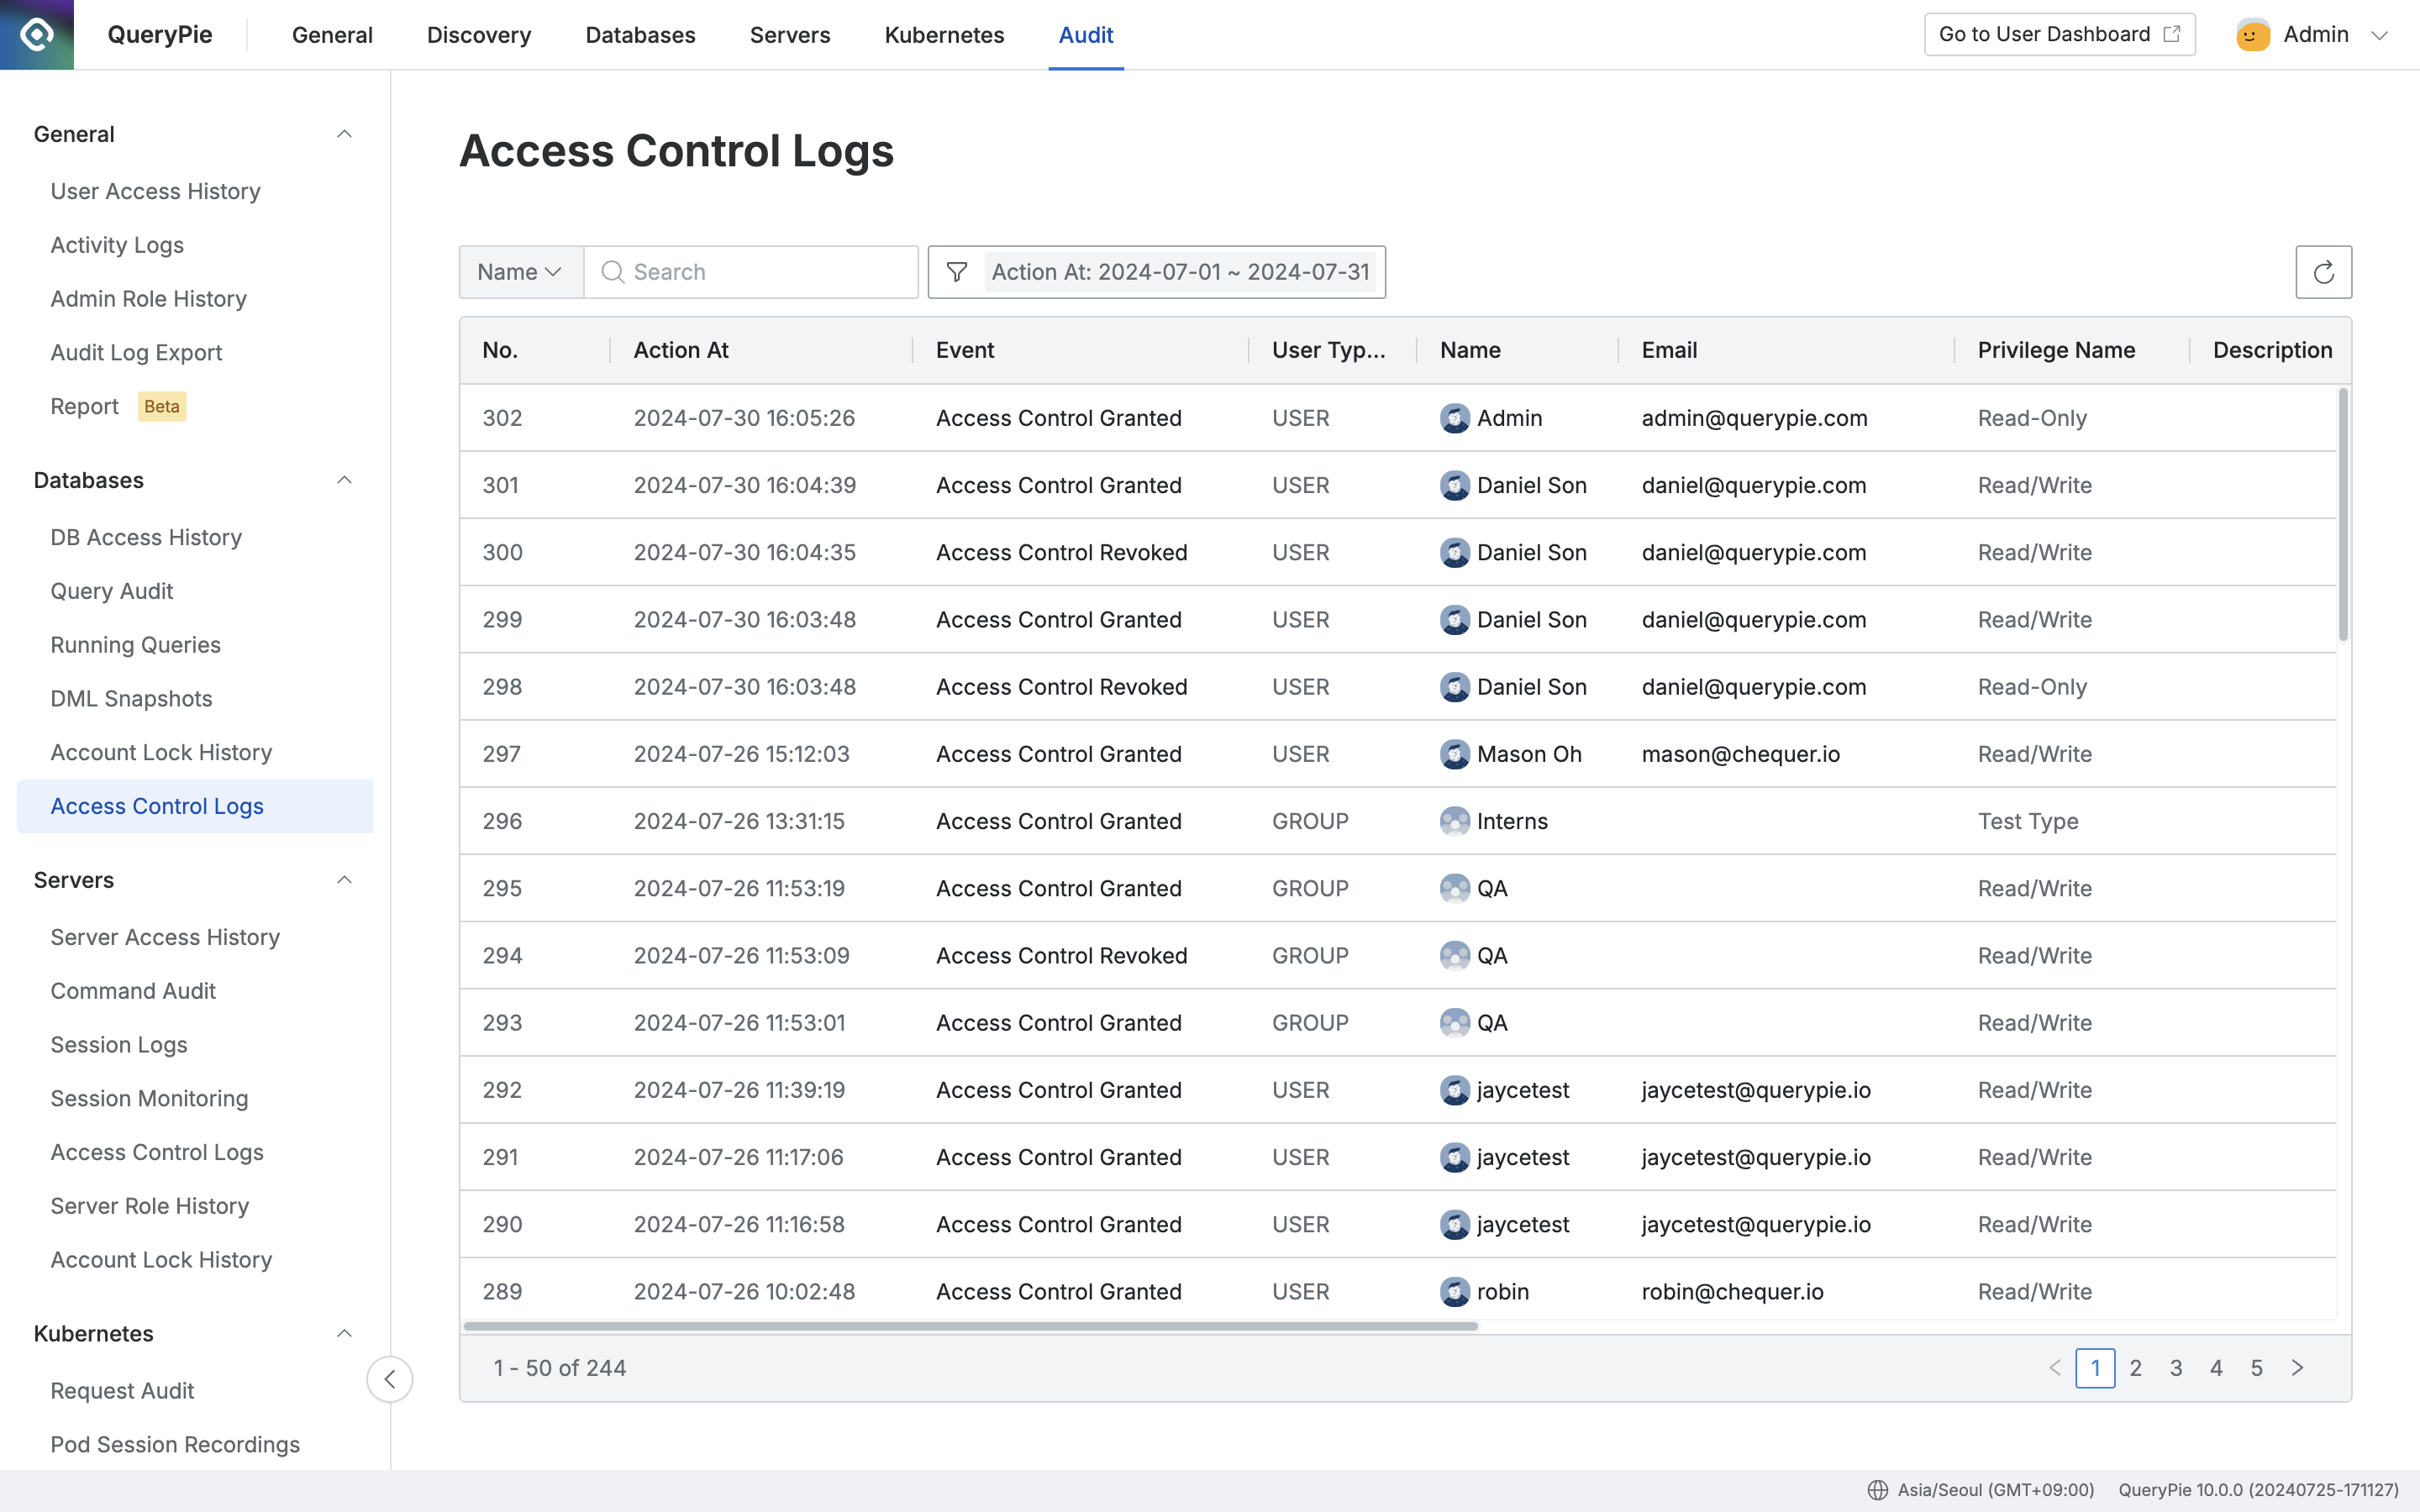 QueryPie General Discovery Databases Servers Kubernetes Audit Go to User Dashboard Admin
General
User Access History
Activity Logs
Admin Role History
Audit Log Export
Report Beta
Databases
DB Access History
Query Audit
Running Queries
DML Snapshots
Account Lock History
Access Control Logs
Servers
Server Access History
Command Audit
Session Logs
Session Monitoring
Access Control Logs
Server Role History
Account Lock History
Kubernetes
Request Audit
Pod Session Recordings
Access Control Logs
Name Search Action At: 2024-07-01 ~ 2024-07-31
No. Action At Event User Typ... Name Email Privilege Name Description
302 2024-07-30 16:05:26 Access Control Granted USER Admin admin@querypie.com Read-Only
301 2024-07-30 16:04:39 Access Control Granted USER Daniel Son daniel@querypie.com Read/Write
300 2024-07-30 16:04:35 Access Control Revoked USER Daniel Son daniel@querypie.com Read/Write
299 2024-07-30 16:03:48 Access Control Granted USER Daniel Son daniel@querypie.com Read/Write
298 2024-07-30 16:03:48 Access Control Revoked USER Daniel Son daniel@querypie.com Read-Only
297 2024-07-26 15:12:03 Access Control Granted USER Mason Oh mason@chequer.io Read/Write
296 2024-07-26 13:31:15 Access Control Granted GROUP Interns Test Type
295 2024-07-26 11:53:19 Access Control Granted GROUP QA Read/Write
294 2024-07-26 11:53:09 Access Control Revoked GROUP QA Read/Write
293 2024-07-26 11:53:01 Access Control Granted GROUP QA Read/Write
292 2024-07-26 11:39:19 Access Control Granted USER jaycetest jaycetest@querypie.io Read/Write
291 2024-07-26 11:17:06 Access Control Granted USER jaycetest jaycetest@querypie.io Read/Write
290 2024-07-26 11:16:58 Access Control Granted USER jaycetest jaycetest@querypie.io Read/Write
289 2024-07-26 10:02:48 Access Control Granted USER robin robin@chequer.io Read/Write
1 - 50 of 244 1 2 3 4 5
Asia/Seoul (GMT+09:00) QueryPie 10.0.0 (20240725-171127)